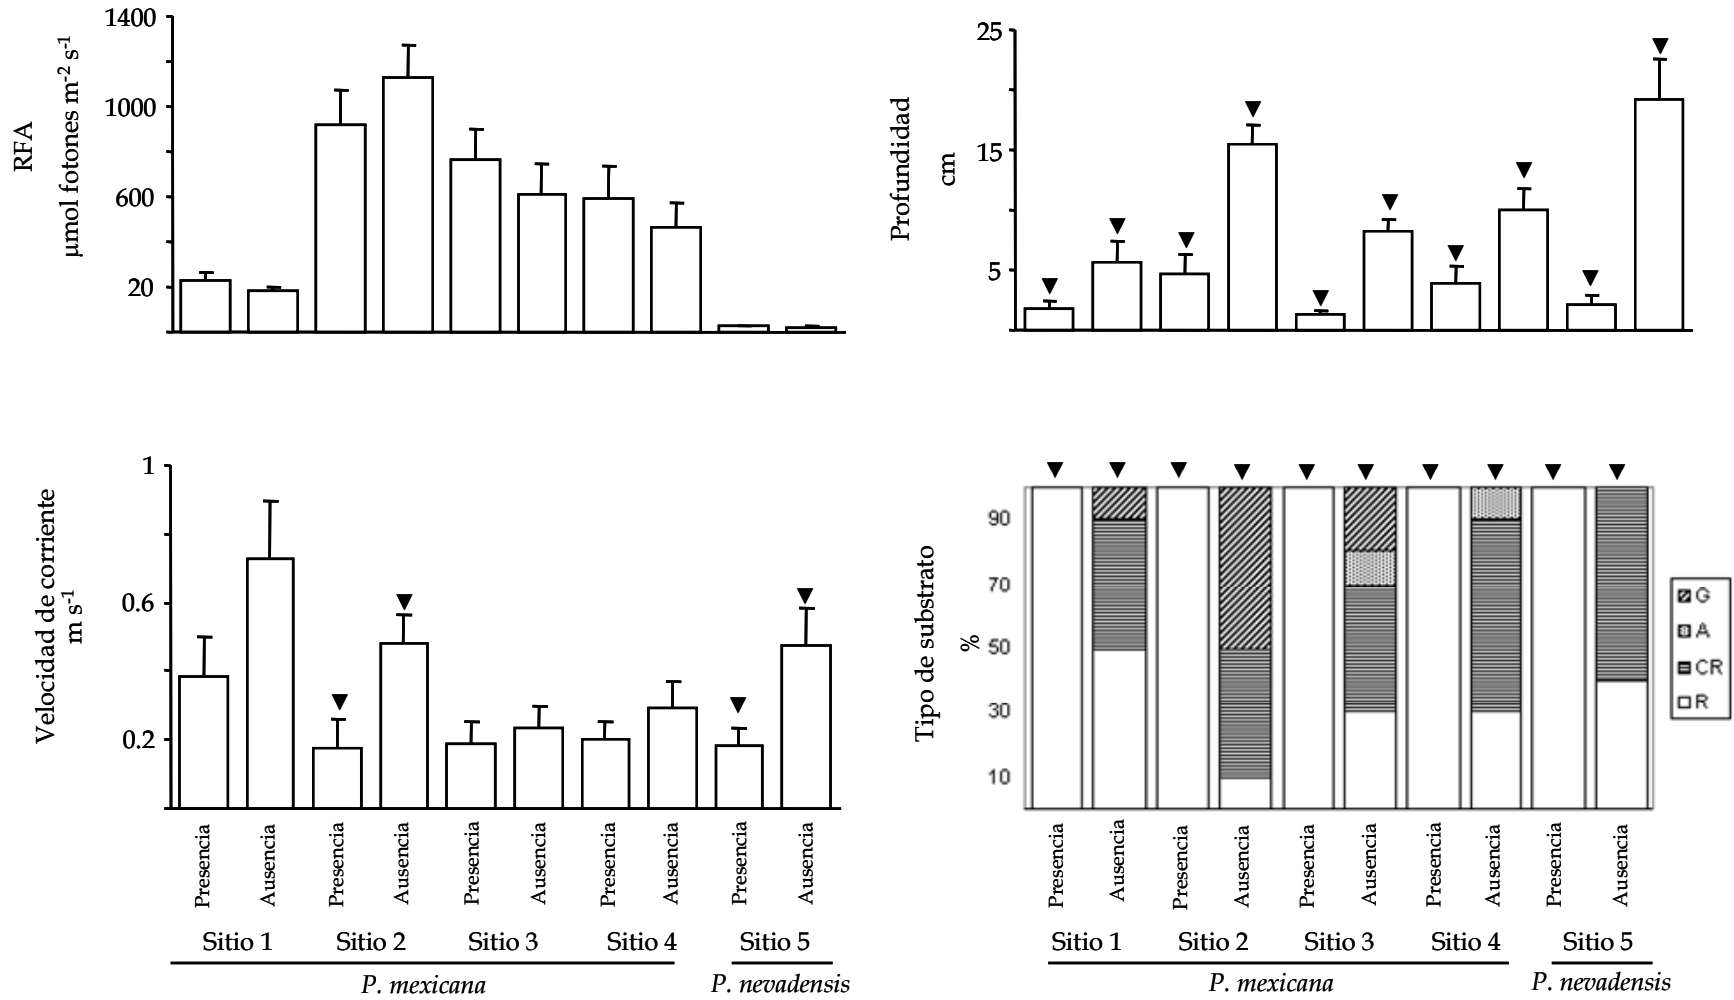 RFA
µmol fotones m-2 s-1
1400
1000
600
20
Profundidad
cm
25
15
5
Velocidad de corriente
m s-1
1
0.6
0.2
Presencia
Ausencia
Presencia
Ausencia
Presencia
Ausencia
Presencia
Ausencia
Presencia
Ausencia
Sitio 1
Sitio 2
Sitio 3
Sitio 4
Sitio 5
P. mexicana
P. nevadensis
Tipo de substrato
%
90
70
50
30
10
G
A
CR
R
Presencia
Ausencia
Presencia
Ausencia
Presencia
Ausencia
Presencia
Ausencia
Presencia
Ausencia
Sitio 1
Sitio 2
Sitio 3
Sitio 4
Sitio 5
P. mexicana
P. nevadensis